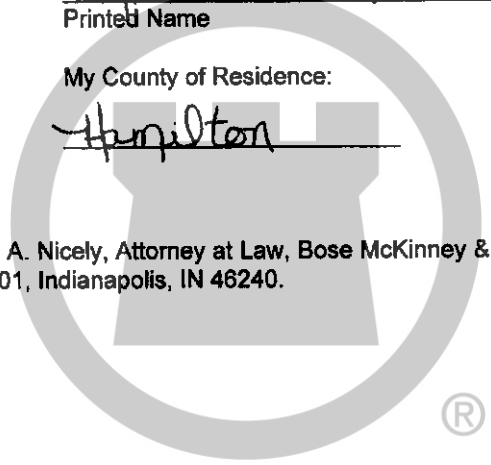 Printed Name
My County of Residence:
Hamilton
A. Nicely, Attorney at Law, Bose McKinney &
01, Indianapolis, IN 46240.
®